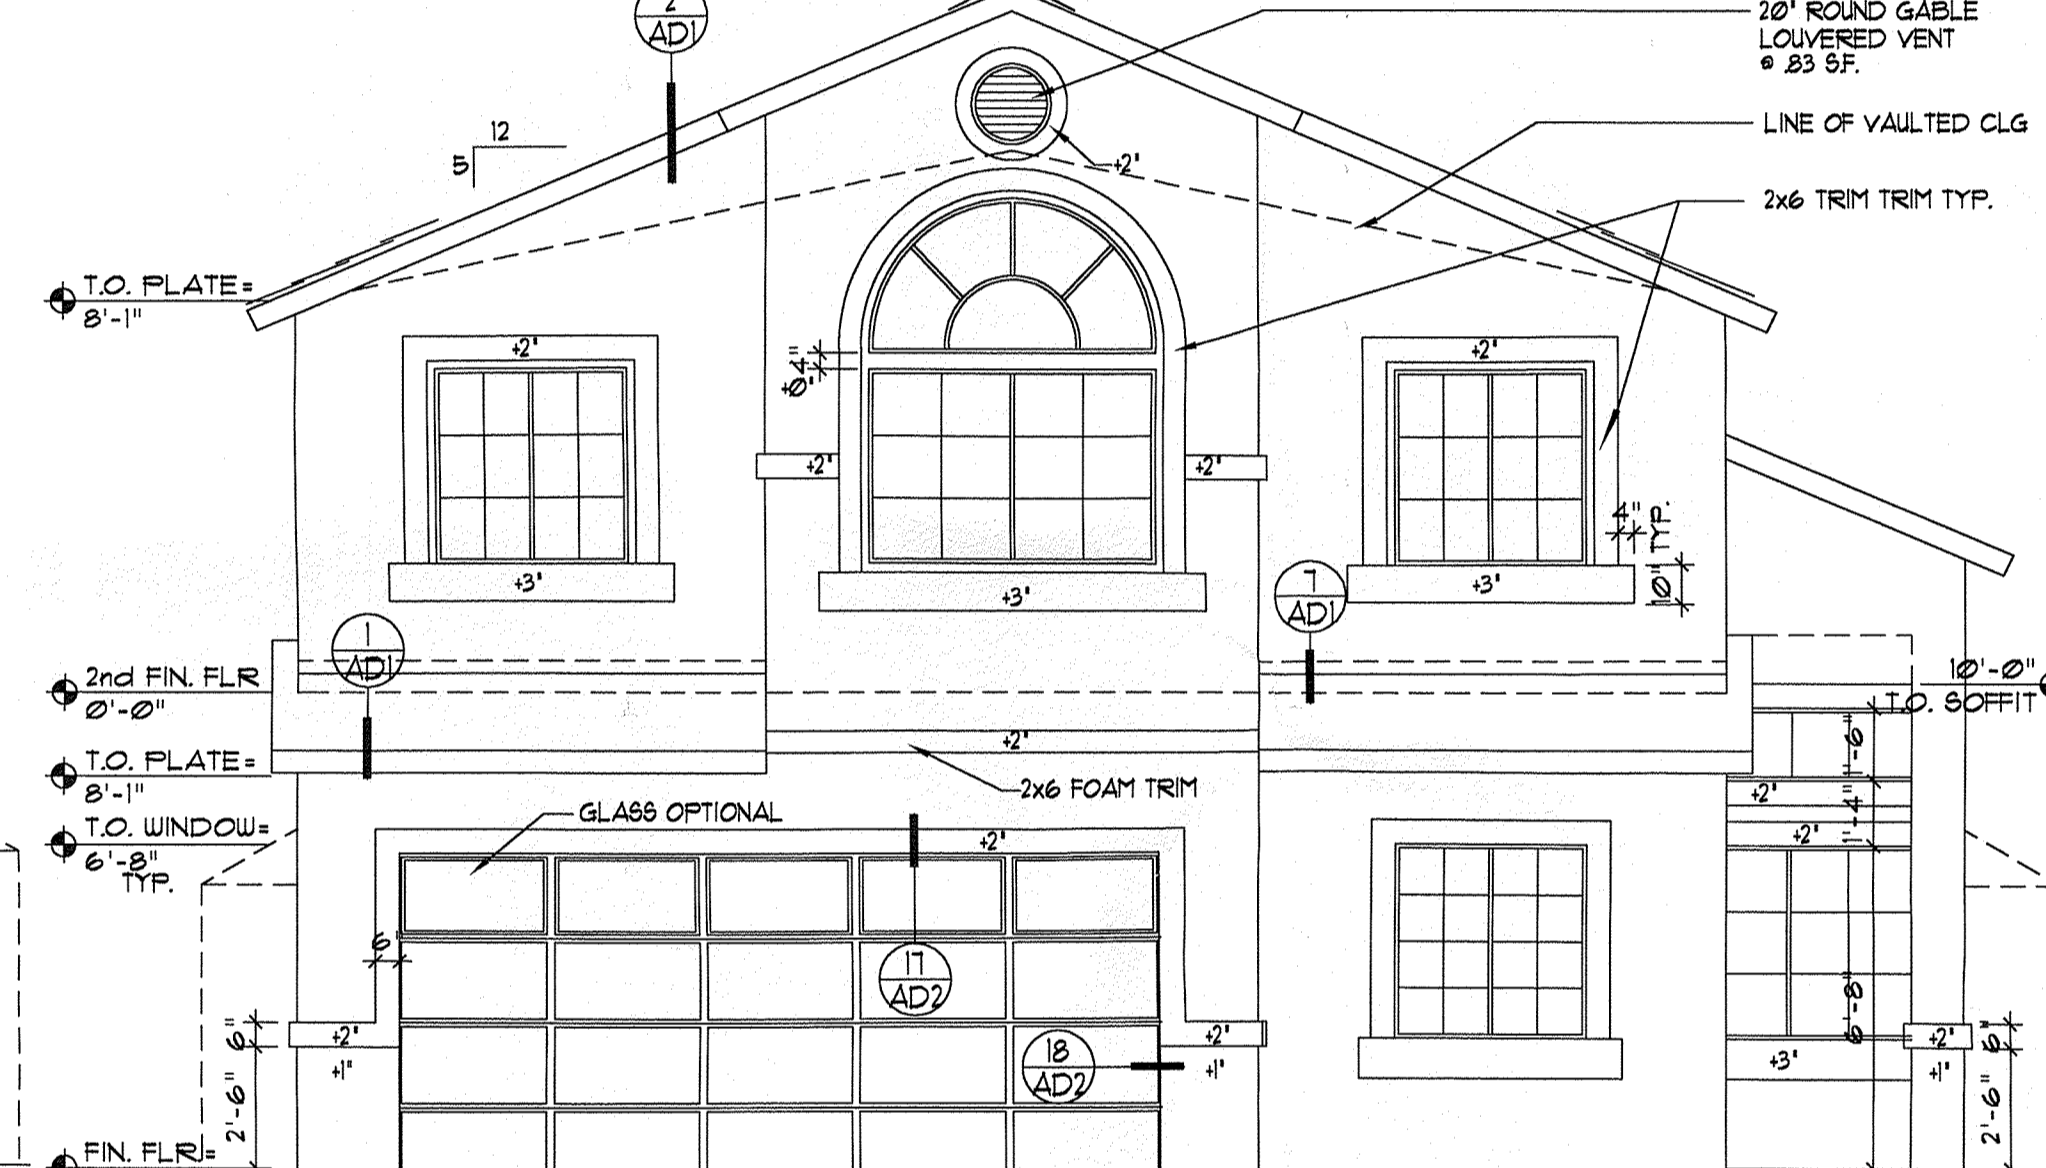 2
AD1
20" ROUND GABLE
LOUVERED VENT
@ .83 S.F.
LINE OF VAULTED CLG
12
5
+2"
2x6 TRIM TRIM TYP.
T.O. PLATE=
8'-1"
+2"
4"
+0"
+2"
+2"
+2"
4"
10" TYP.
+3"
+3"
+3"
7
AD1
1
AD1
2nd FIN. FLR
0'-0"
10'-0"
T.O. SOFFIT
+2"
1'-6"
T.O. PLATE=
8'-1"
2x6 FOAM TRIM
+2"
1'-4"
GLASS OPTIONAL
T.O. WINDOW=
6'-8"
TYP.
+2"
+2"
6"
17
AD2
6'-8"
6"
+2"
+2"
+2"
6"
+1"
18
AD2
+1"
+3"
+1"
2'-6"
2'-6"
FIN. FLR.=